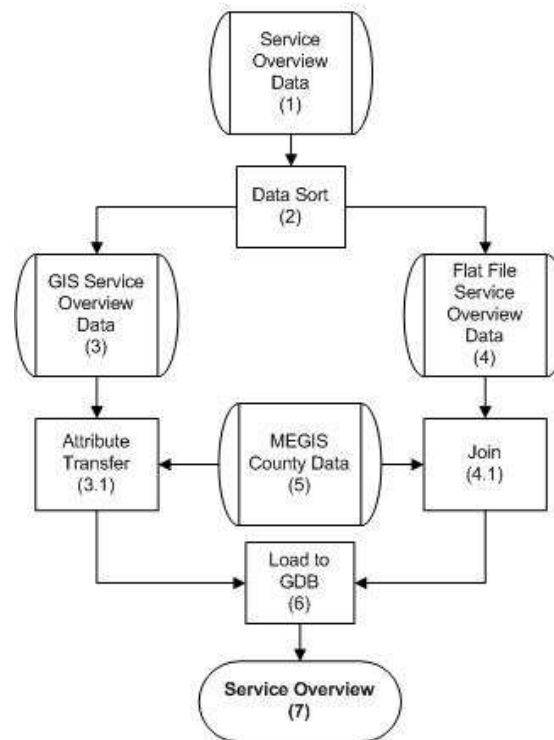 Service
Overview
Data
(1)
Data Sort
(2)
GIS Service
Overview
Data
(3)
Flat File
Service
Overview
Data
(4)
Attribute
Transfer
(3.1)
MEGIS
County Data
(5)
Join
(4.1)
Load to
GDB
(6)
Service Overview
(7)